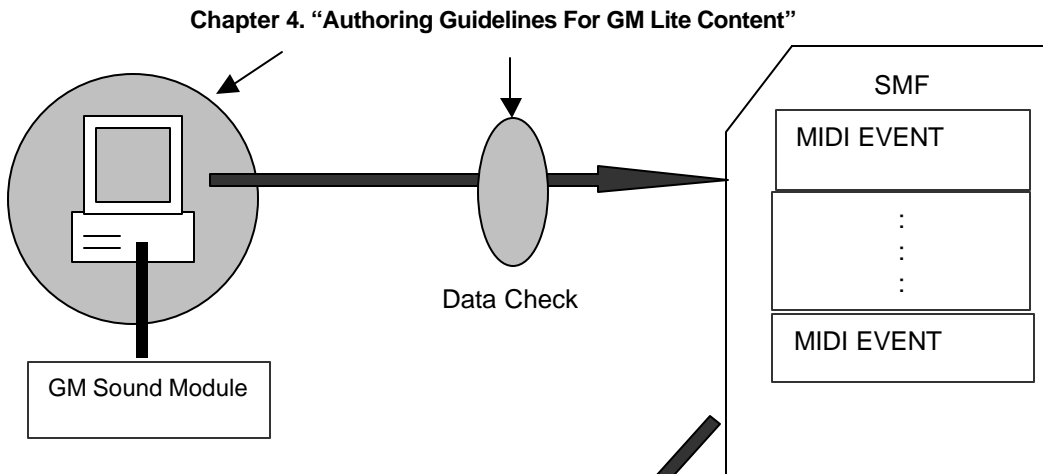 Chapter 4. “Authoring Guidelines For GM Lite Content”
SMF
MIDI EVENT
:
:
:
MIDI EVENT
Data Check
GM Sound Module